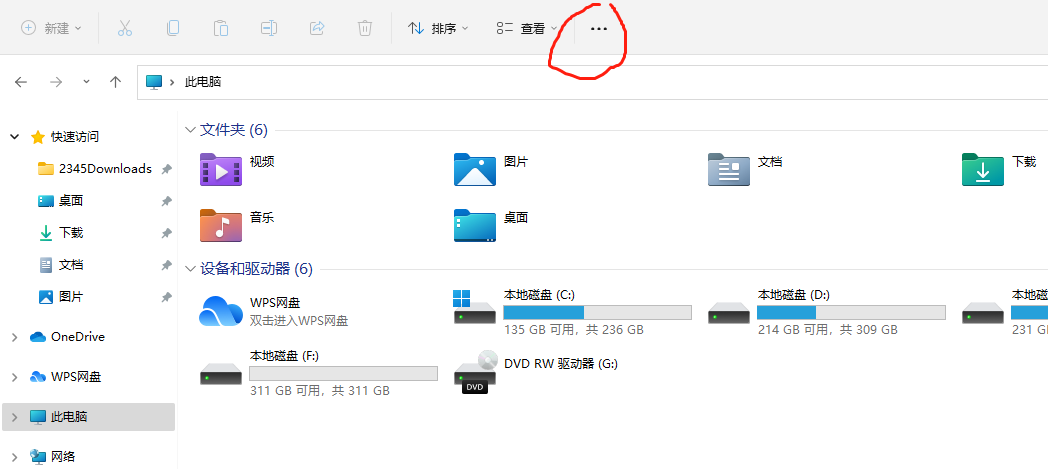 新建 排序 查看
此电脑
快速访问
2345Downloads
桌面
下载
文档
图片
OneDrive
WPS网盘
此电脑
网络
文件夹 (6)
视频 图片 文档 下载
音乐 桌面
设备和驱动器 (6)
WPS网盘
双击进入WPS网盘
本地磁盘 (C:)
135 GB 可用，共 236 GB
本地磁盘 (D:)
214 GB 可用，共 309 GB
本地磁
231 G
本地磁盘 (F:)
311 GB 可用，共 311 GB
DVD RW 驱动器 (G:)
DVD